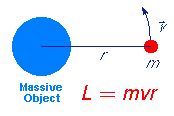 v⃗
r
m
Massive
Object
L = mvr